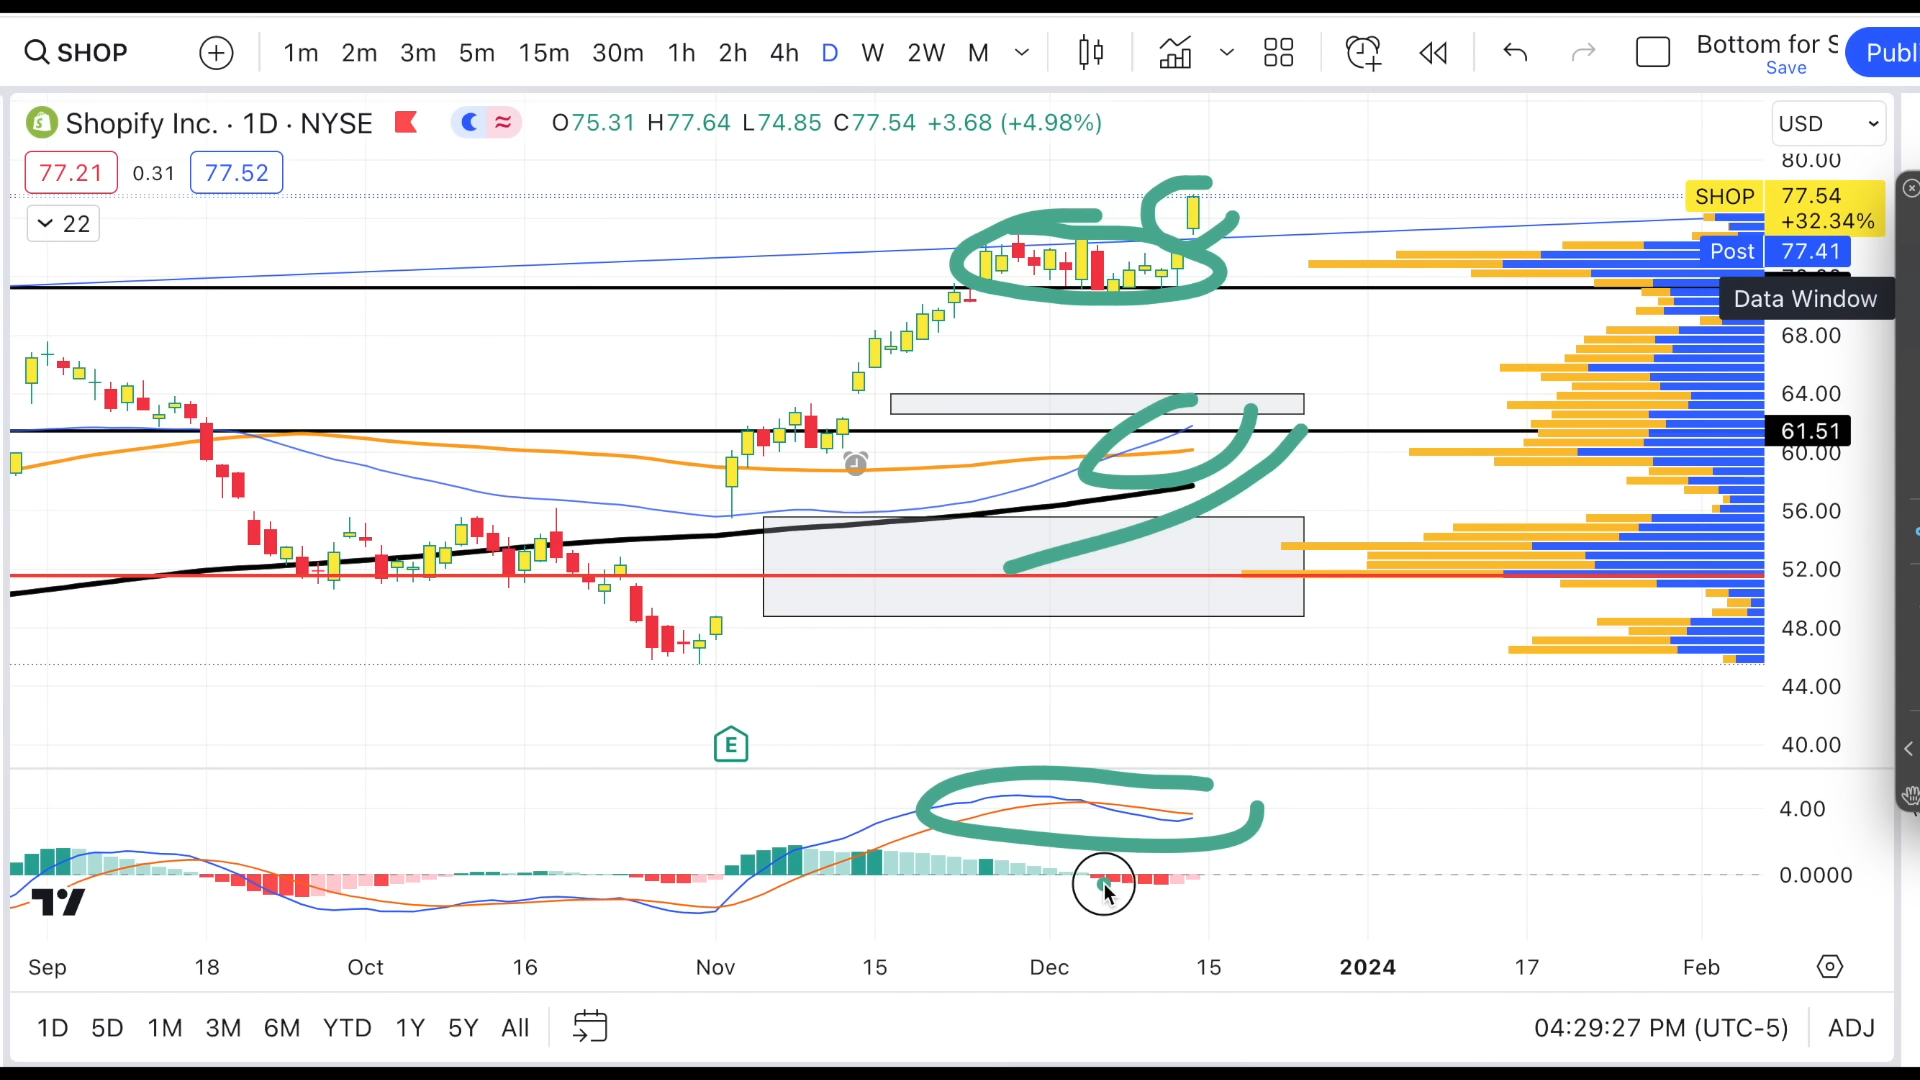 SHOP 1m 2m 3m 5m 15m 30m 1h 2h 4h D W 2W M Bottom for S Publ
Save
Shopify Inc. · 1D · NYSE O75.31 H77.64 L74.85 C77.54 +3.68 (+4.98%) USD
77.21 0.31 77.52
22
80.00
SHOP 77.54
+32.34%
Post 77.41
Data Window
68.00
64.00
61.51
60.00
56.00
52.00
48.00
44.00
E
40.00
4.00
0.0000
Sep 18 Oct 16 Nov 15 Dec 15 2024 17 Feb
1D 5D 1M 3M 6M YTD 1Y 5Y All 04:29:27 PM (UTC-5) ADJ